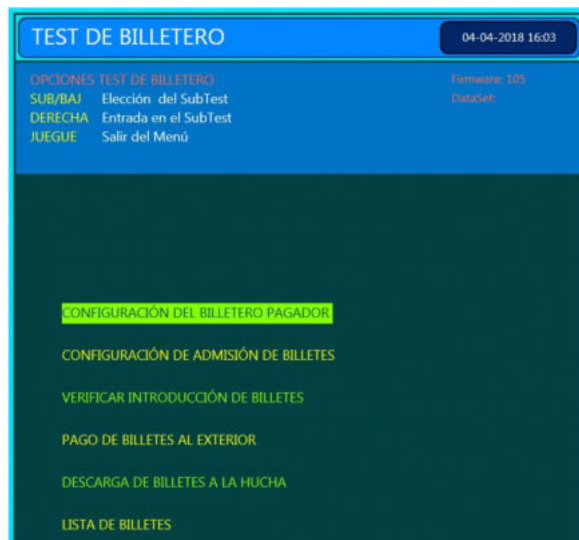 TEST DE BILLETERO
04-04-2018 16:03
OPCIONES TEST DE BILLETERO
Firmware: 105
SUB/BAJ Elección del SubTest
DataSet:
DERECHA Entrada en el SubTest
JUEGUE Salir del Menú
CONFIGURACIÓN DEL BILLETERO PAGADOR
CONFIGURACIÓN DE ADMISIÓN DE BILLETES
VERIFICAR INTRODUCCIÓN DE BILLETES
PAGO DE BILLETES AL EXTERIOR
DESCARGA DE BILLETES A LA HUCHA
LISTA DE BILLETES